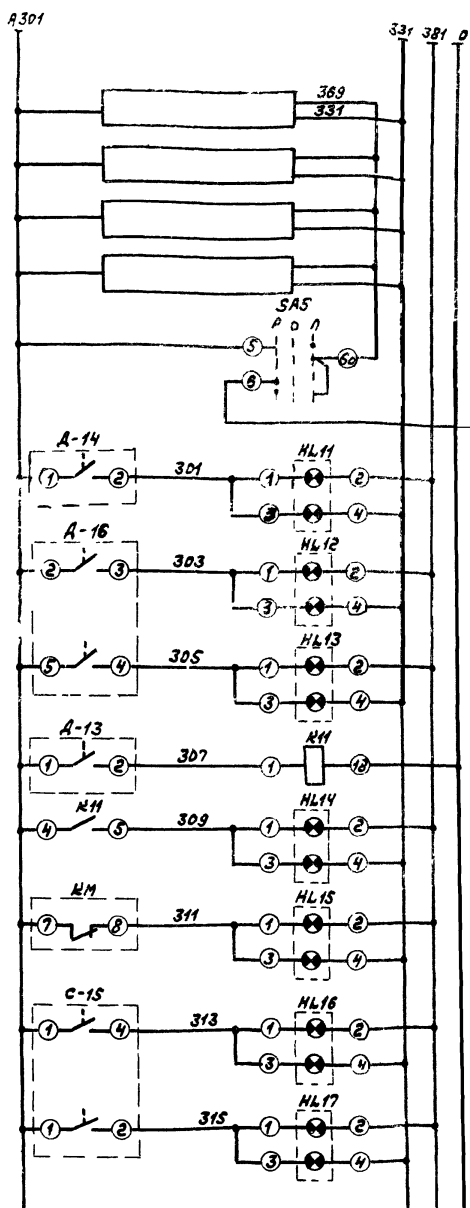 А301 331 381 0
369
331
SA5
Р О Л
5 60
6
Д-14 HL11
1 2 301 1 2
3 4
Д-16 HL12
2 3 303 1 2
3 4
HL13
5 4 305 1 2
3 4
Д-13 К11
1 2 307 1 18
К11 HL14
4 5 309 1 2
3 4
КМ HL15
7 8 311 1 2
3 4
С-15 HL16
1 4 313 1 2
3 4
HL17
1 2 315 1 2
3 4